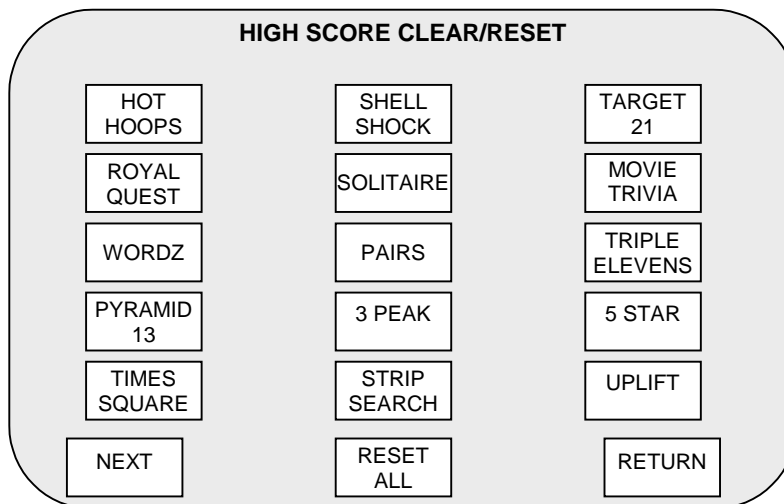 HIGH SCORE CLEAR/RESET
HOT
HOOPS
SHELL
SHOCK
TARGET
21
ROYAL
QUEST
SOLITAIRE
MOVIE
TRIVIA
WORDZ
PAIRS
TRIPLE
ELEVENS
PYRAMID
13
3 PEAK
5 STAR
TIMES
SQUARE
STRIP
SEARCH
UPLIFT
NEXT
RESET
ALL
RETURN